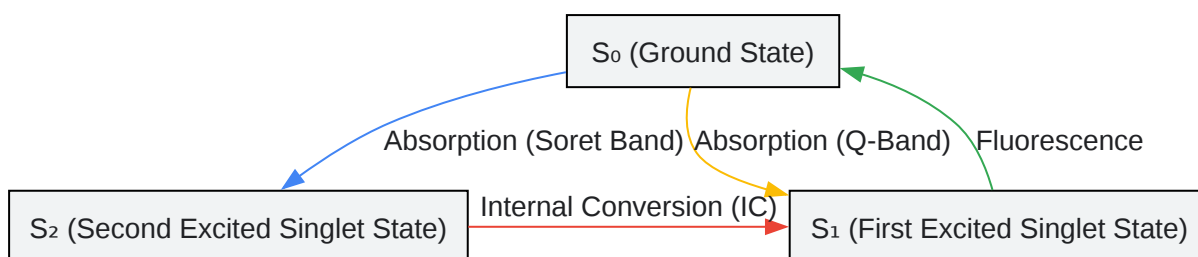 S₀ (Ground State)
Absorption (Soret Band)
Absorption (Q-Band)
Fluorescence
Internal Conversion (IC)
S₂ (Second Excited Singlet State)
S₁ (First Excited Singlet State)